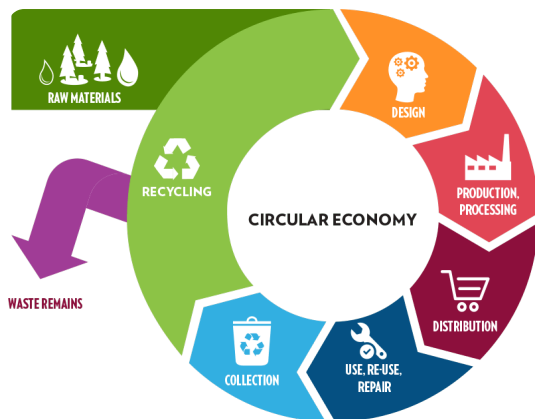 RAW MATERIALS
DESIGN
RECYCLING
PRODUCTION,
PROCESSING
CIRCULAR ECONOMY
WASTE REMAINS
DISTRIBUTION
USE, RE-USE,
REPAIR
COLLECTION